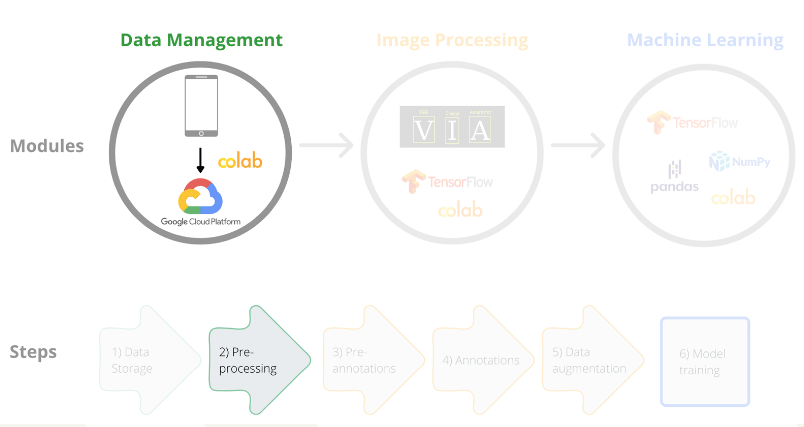 Data Management
Image Processing
Machine Learning
Modules
colab
Google Cloud Platform
VIA
TensorFlow
colab
TensorFlow
NumPy
pandas
colab
Steps
1) Data
Storage
2) Pre-
processing
3) Pre-
annotations
4) Annotations
5) Data
augmentation
6) Model
training